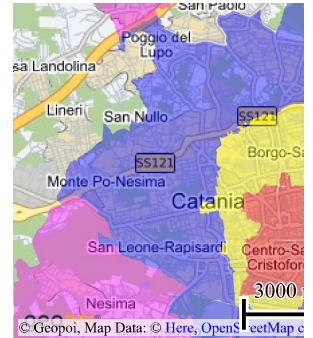 San Paolo
Poggio del
Lupo
sa Landolina
Lineri
San Nullo
SS121
SS121
Borgo-Sa
Monte Po-Nesima
Catania
San Leone-Rapisardi
Centro-Sa
Cristofor
Nesima
3000
© Geopoi, Map Data: © Here, OpenStreetMap c